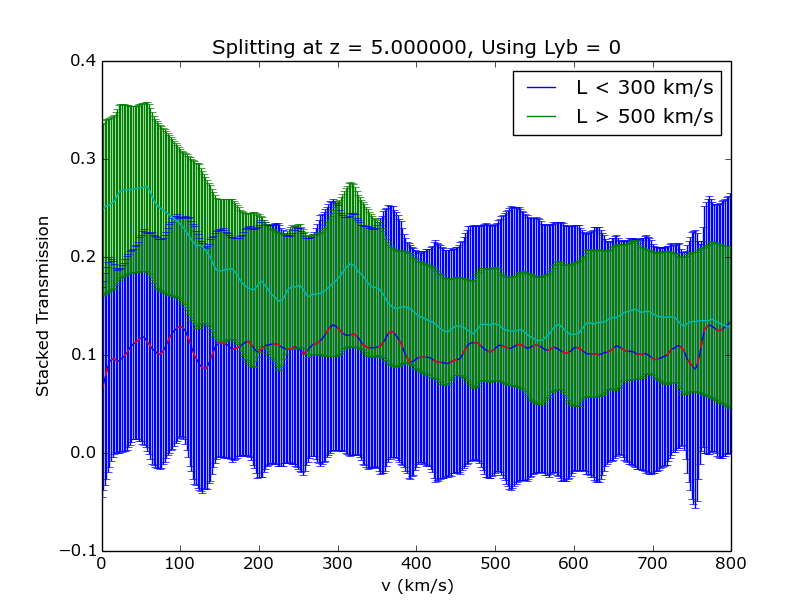 Splitting at z = 5.000000, Using Lyb = 0
L < 300 km/s
L > 500 km/s
Stacked Transmission
0.4
0.3
0.2
0.1
0.0
−0.1
0 100 200 300 400 500 600 700 800
v (km/s)